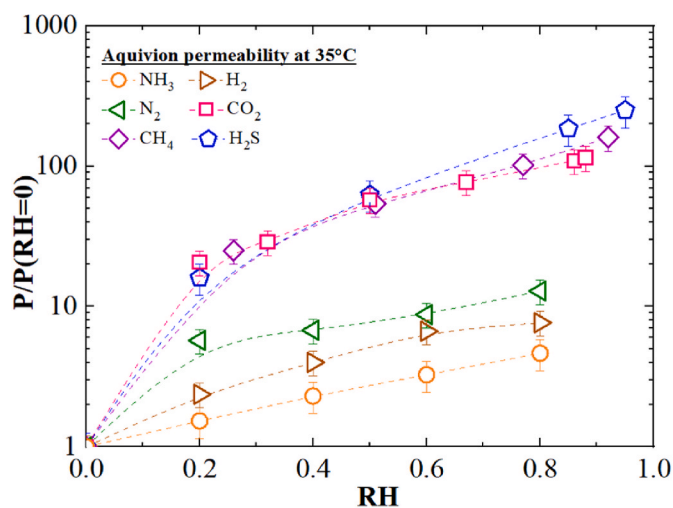 1000
100
10
1
P/P(RH=0)
Aquivion permeability at 35°C
NH₃ H₂
N₂ CO₂
CH₄ H₂S
0.0 0.2 0.4 0.6 0.8 1.0
RH